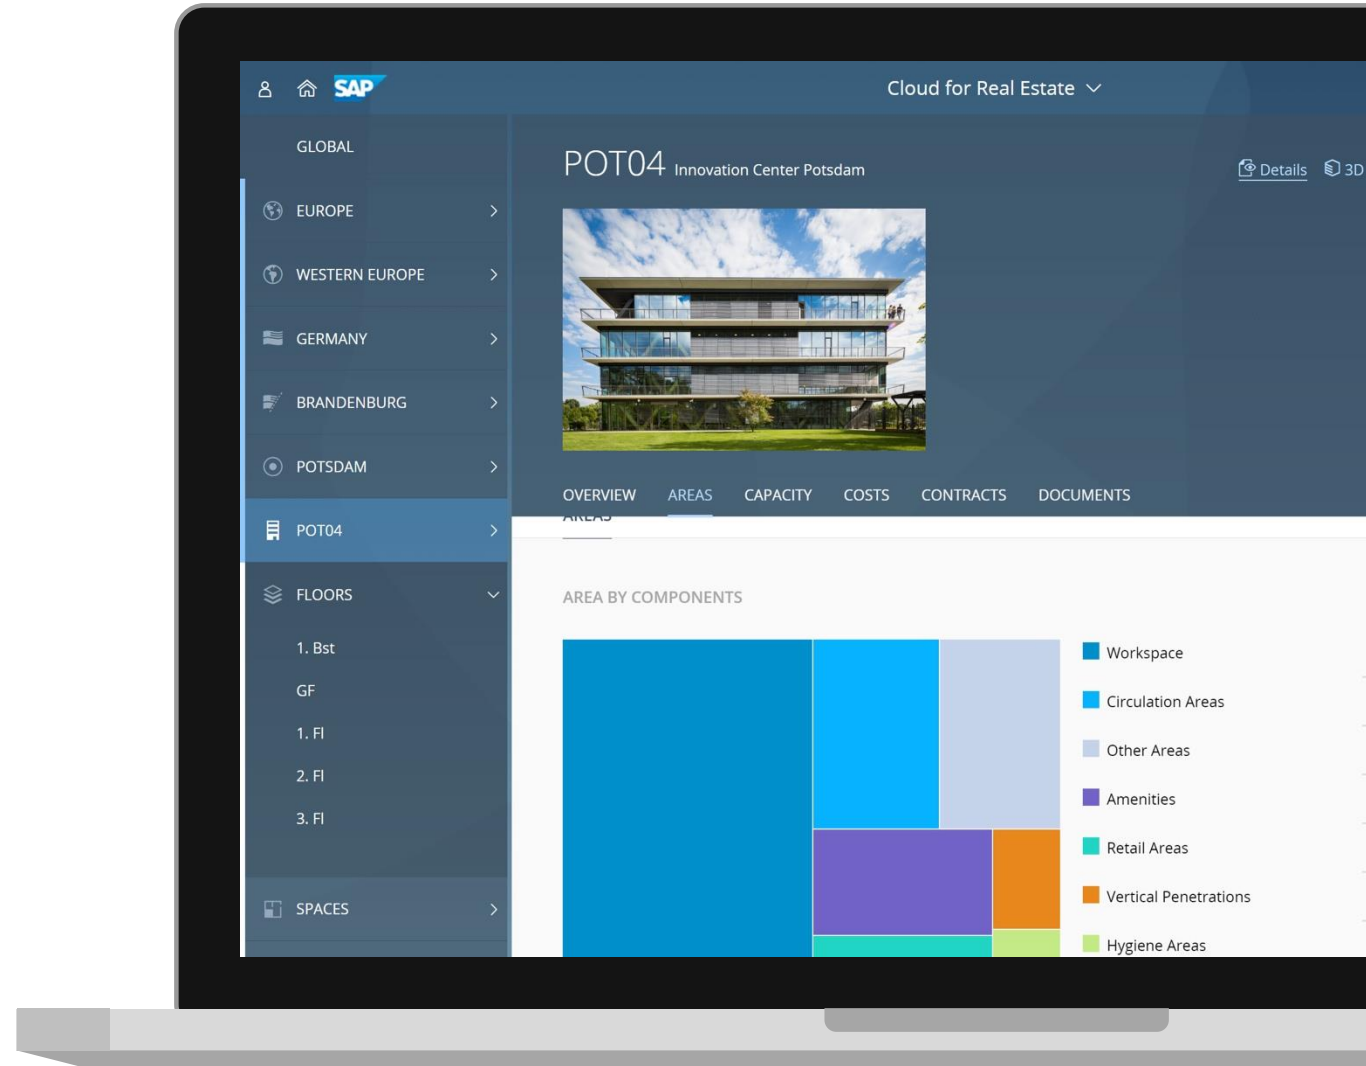 SAP
Cloud for Real Estate
GLOBAL
EUROPE
WESTERN EUROPE
GERMANY
BRANDENBURG
POTSDAM
POT04
FLOORS
1. Bst
GF
1. Fl
2. Fl
3. Fl
SPACES
POT04 Innovation Center Potsdam
Details 3D
OVERVIEW AREAS CAPACITY COSTS CONTRACTS DOCUMENTS
AREAS
AREA BY COMPONENTS
Workspace
Circulation Areas
Other Areas
Amenities
Retail Areas
Vertical Penetrations
Hygiene Areas